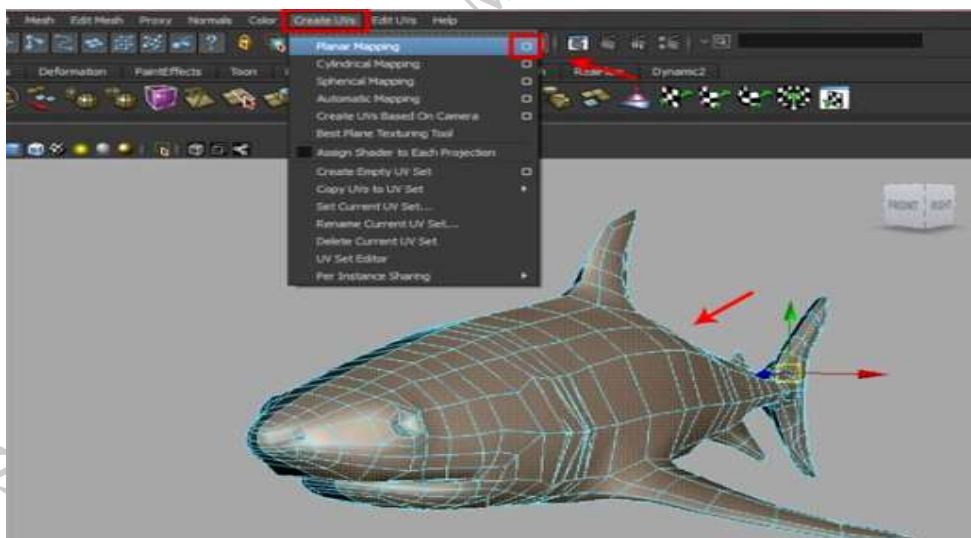 Mesh Edit Mesh Proxy Normals Color Create UVs Edit UVs Help
Deformation PaintEffects Toon Dynamic2
Planar Mapping
Cylindrical Mapping
Spherical Mapping
Automatic Mapping
Create UVs Based On Camera
Best Plane Texturing Tool
Assign Shader to Each Projection
Create Empty UV Set
Copy UVs to UV Set
Set Current UV Set...
Rename Current UV Set...
Delete Current UV Set
UV Set Editor
Per Instance Sharing
FRONT RIGHT